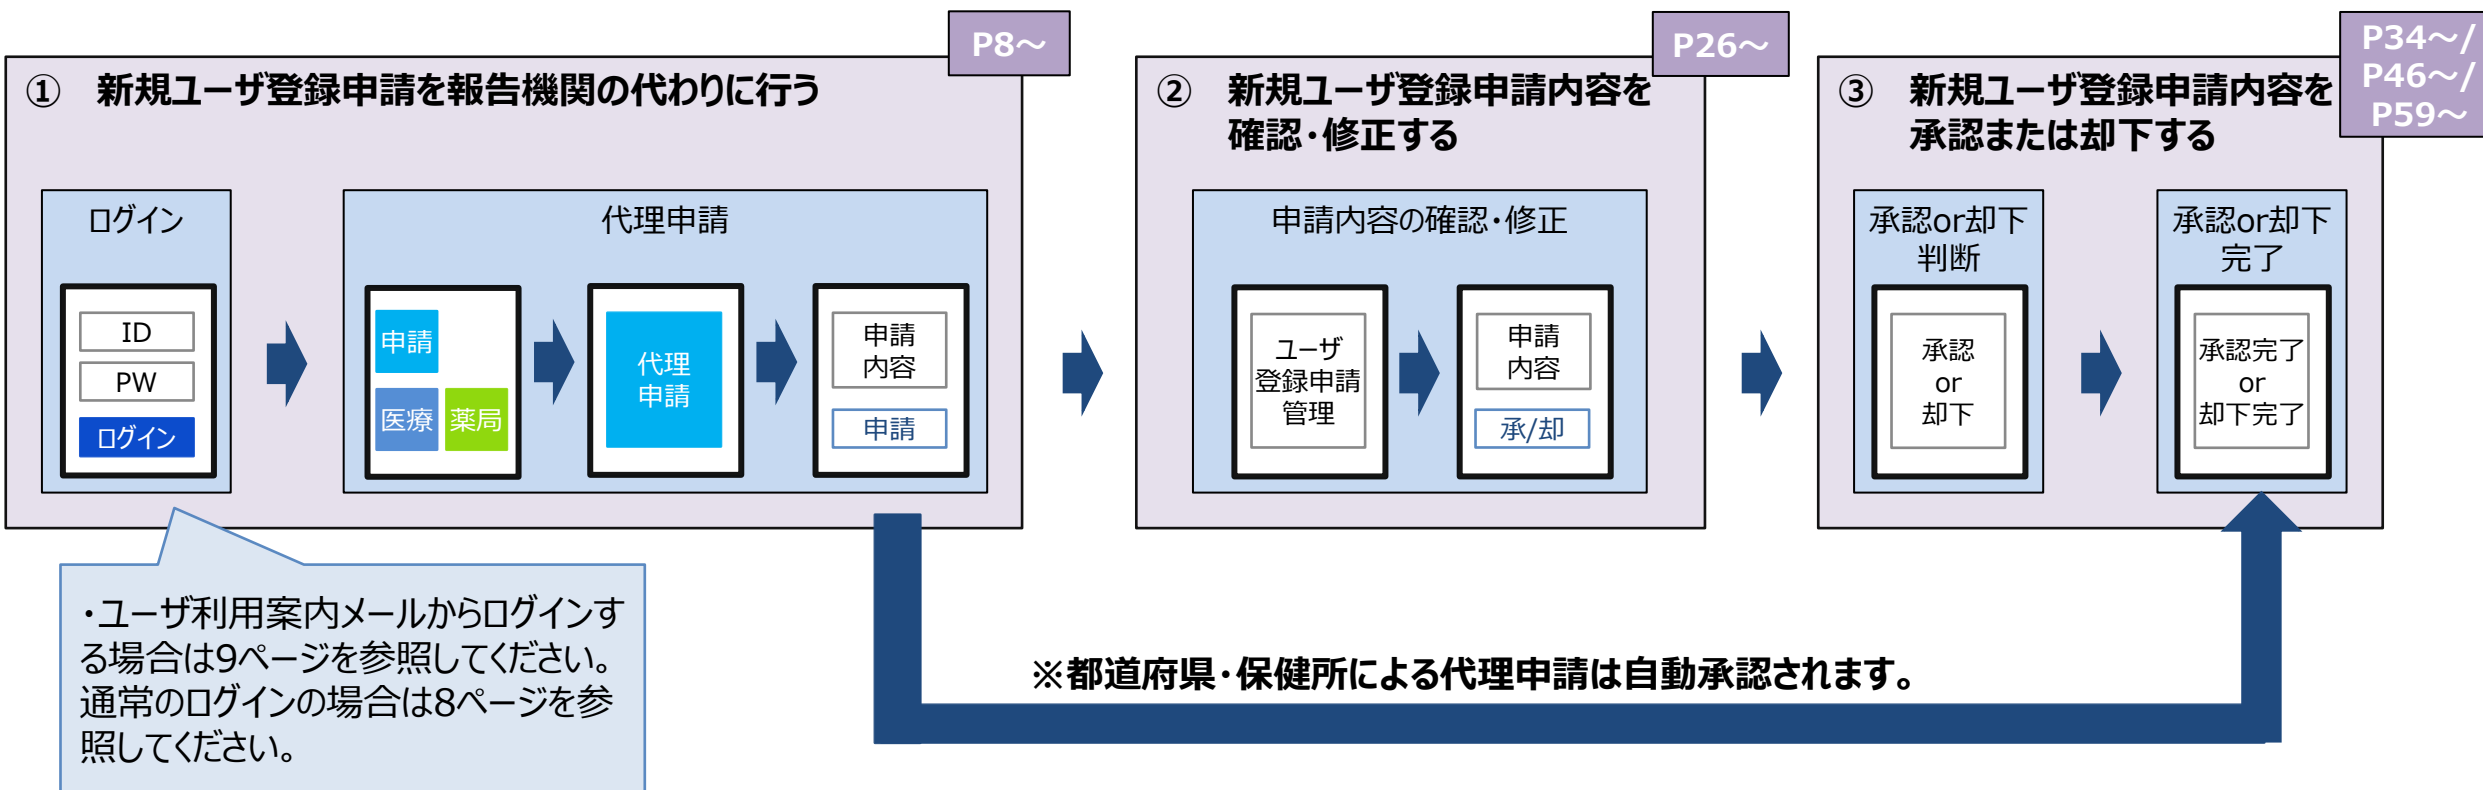 P8～
① 新規ユーザ登録申請を報告機関の代わりに行う
ログイン
ID
PW
ログイン
代理申請
申請
医療
薬局
代理
申請
申請
内容
申請
・ユーザ利用案内メールからログインす
る場合は9ページを参照してください。
通常のログインの場合は8ページを参
照してください。
P26～
② 新規ユーザ登録申請内容を
確認・修正する
申請内容の確認・修正
ユーザ
登録申請
管理
申請
内容
承/却
P34～/
P46～/
P59～
③ 新規ユーザ登録申請内容を
承認または却下する
承認or却下
判断
承認
or
却下
承認or却下
完了
承認完了
or
却下完了
※都道府県・保健所による代理申請は自動承認されます。